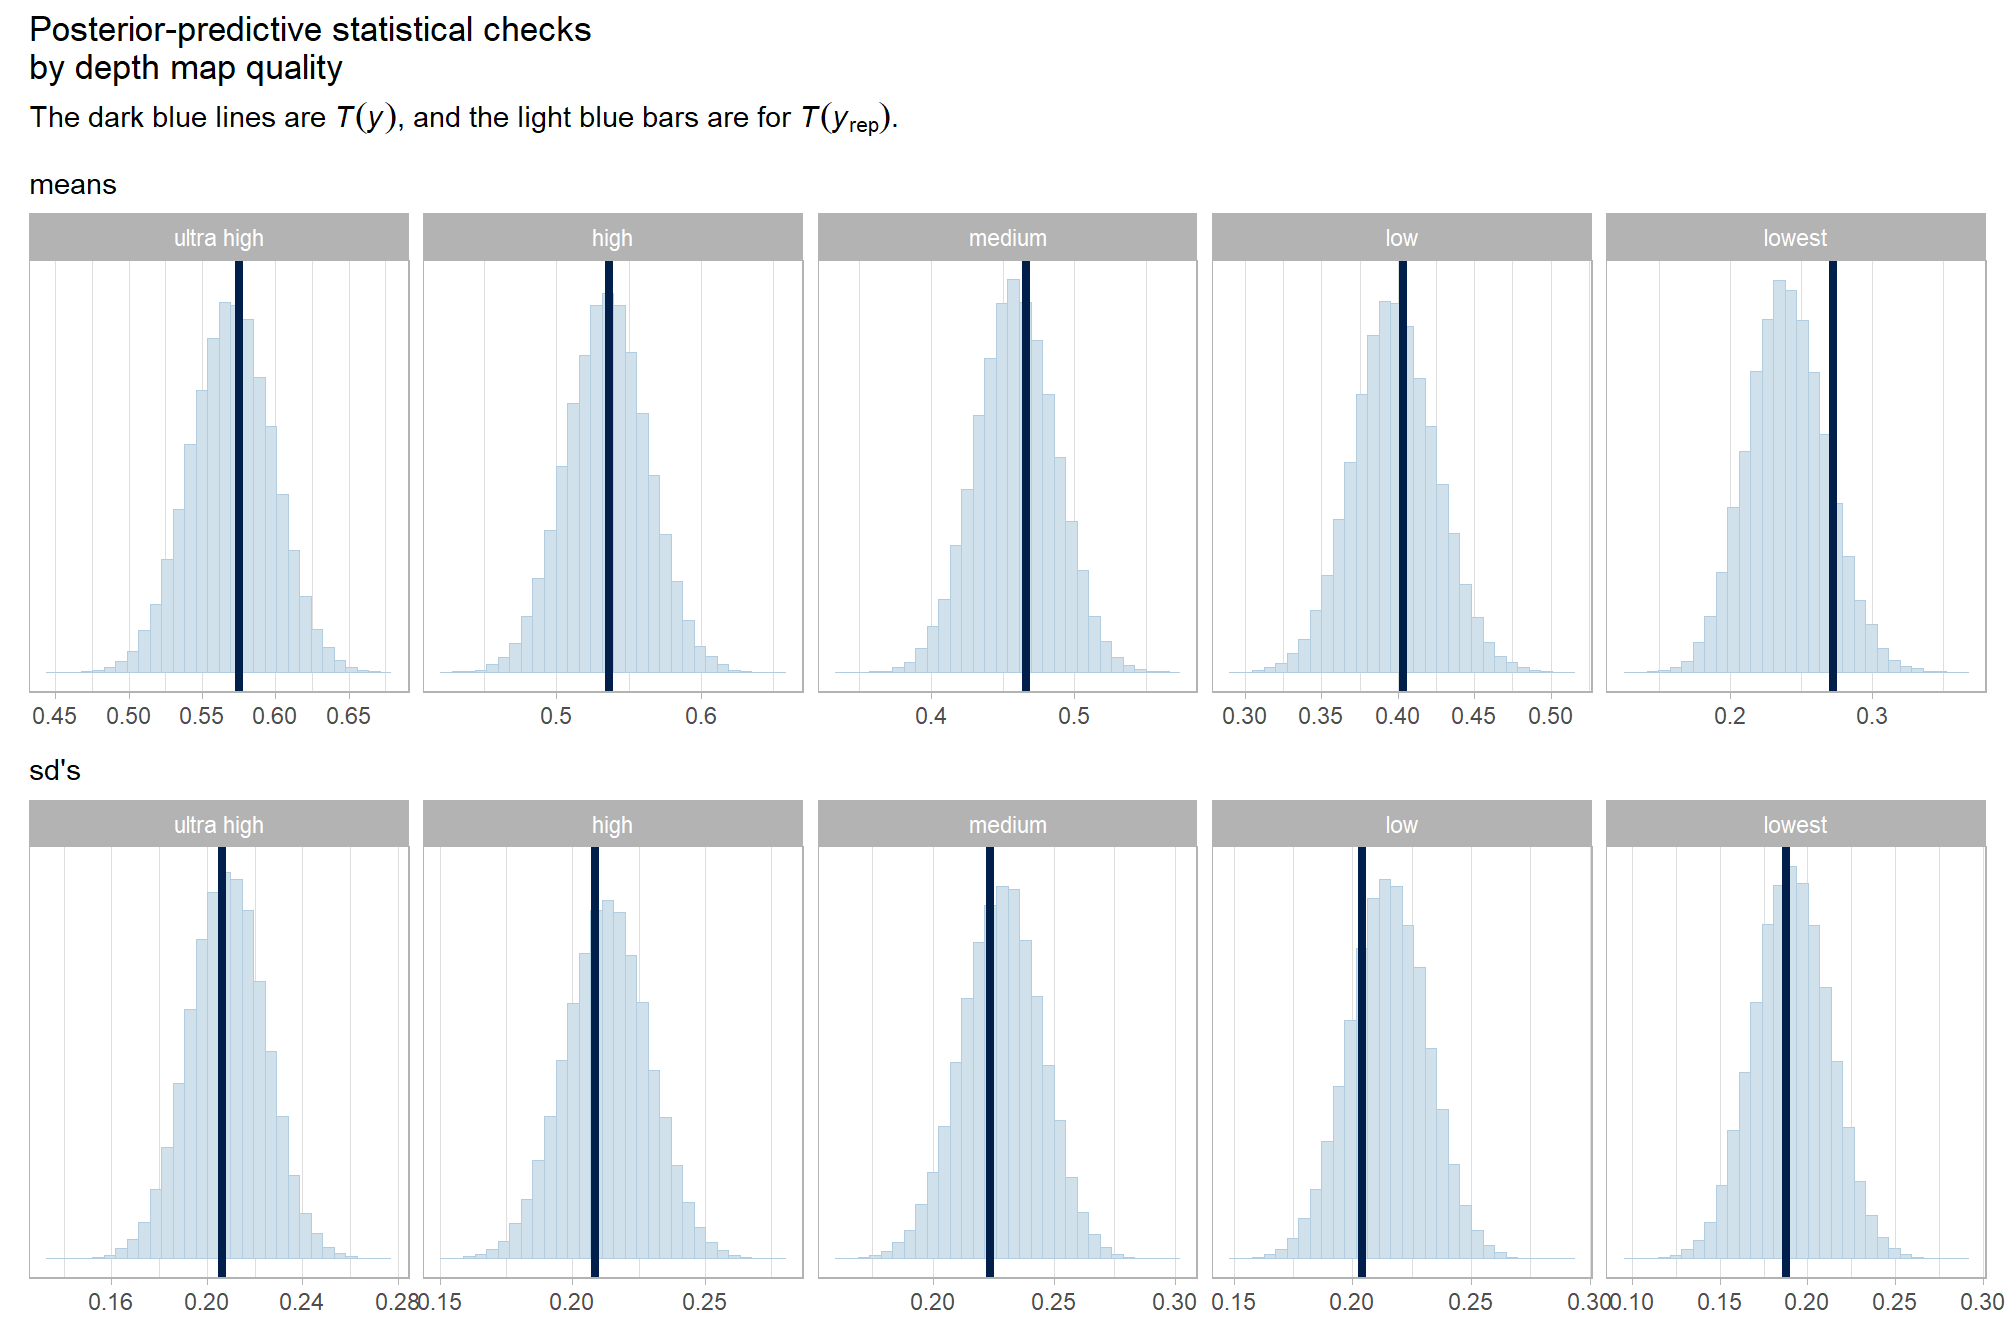 Posterior-predictive statistical checks
by depth map quality
The dark blue lines are T(y), and the light blue bars are for T(y_rep).
means
ultra high high medium low lowest
0.45 0.50 0.55 0.60 0.65 0.5 0.6 0.4 0.5 0.30 0.35 0.40 0.45 0.50 0.2 0.3
sd's
ultra high high medium low lowest
0.16 0.20 0.24 0.28 0.15 0.20 0.25 0.20 0.25 0.30 0.15 0.20 0.25 0.30 0.10 0.15 0.20 0.25 0.30